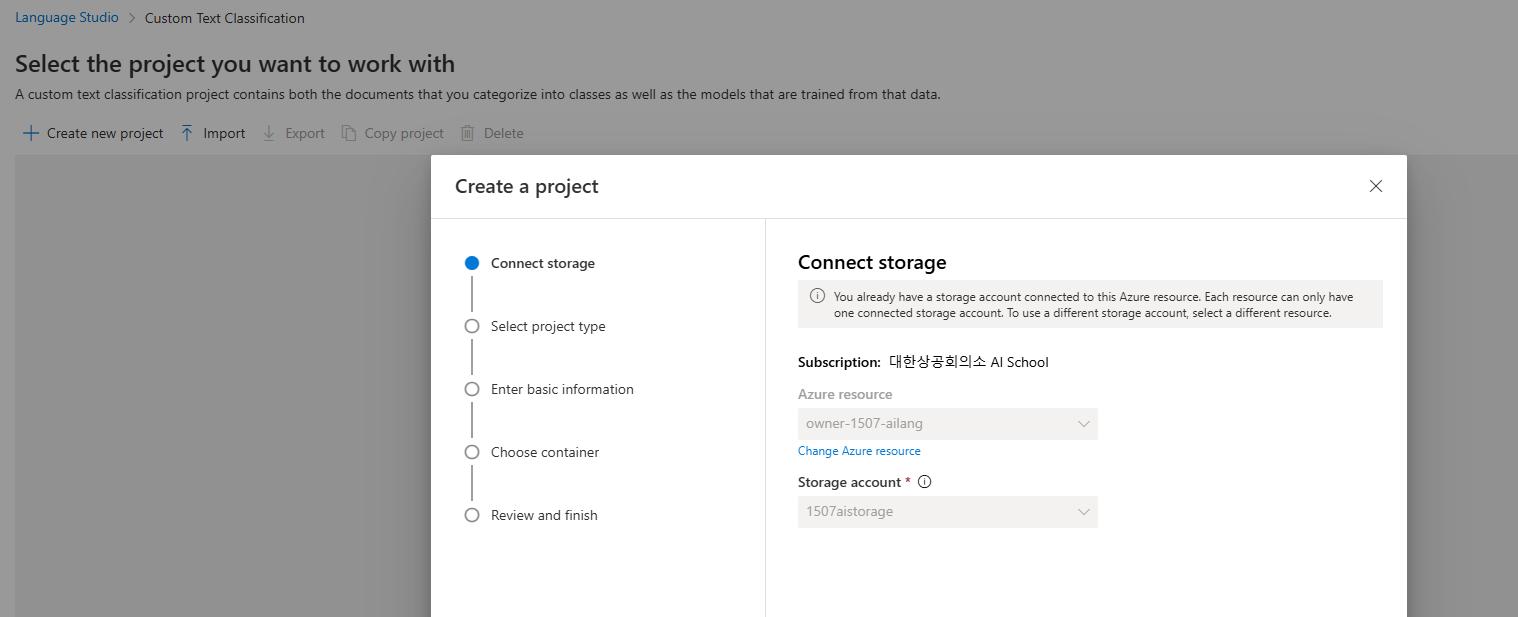 Language Studio > Custom Text Classification
Select the project you want to work with
A custom text classification project contains both the documents that you categorize into classes as well as the models that are trained from that data.
Create new project Import Export Copy project Delete
Create a project
Connect storage
Select project type
Enter basic information
Choose container
Review and finish
Connect storage
You already have a storage account connected to this Azure resource. Each resource can only have
one connected storage account. To use a different storage account, select a different resource.
Subscription: 대한상공회의소 AI School
Azure resource
owner-1507-ailang
Change Azure resource
Storage account *
1507aistorage